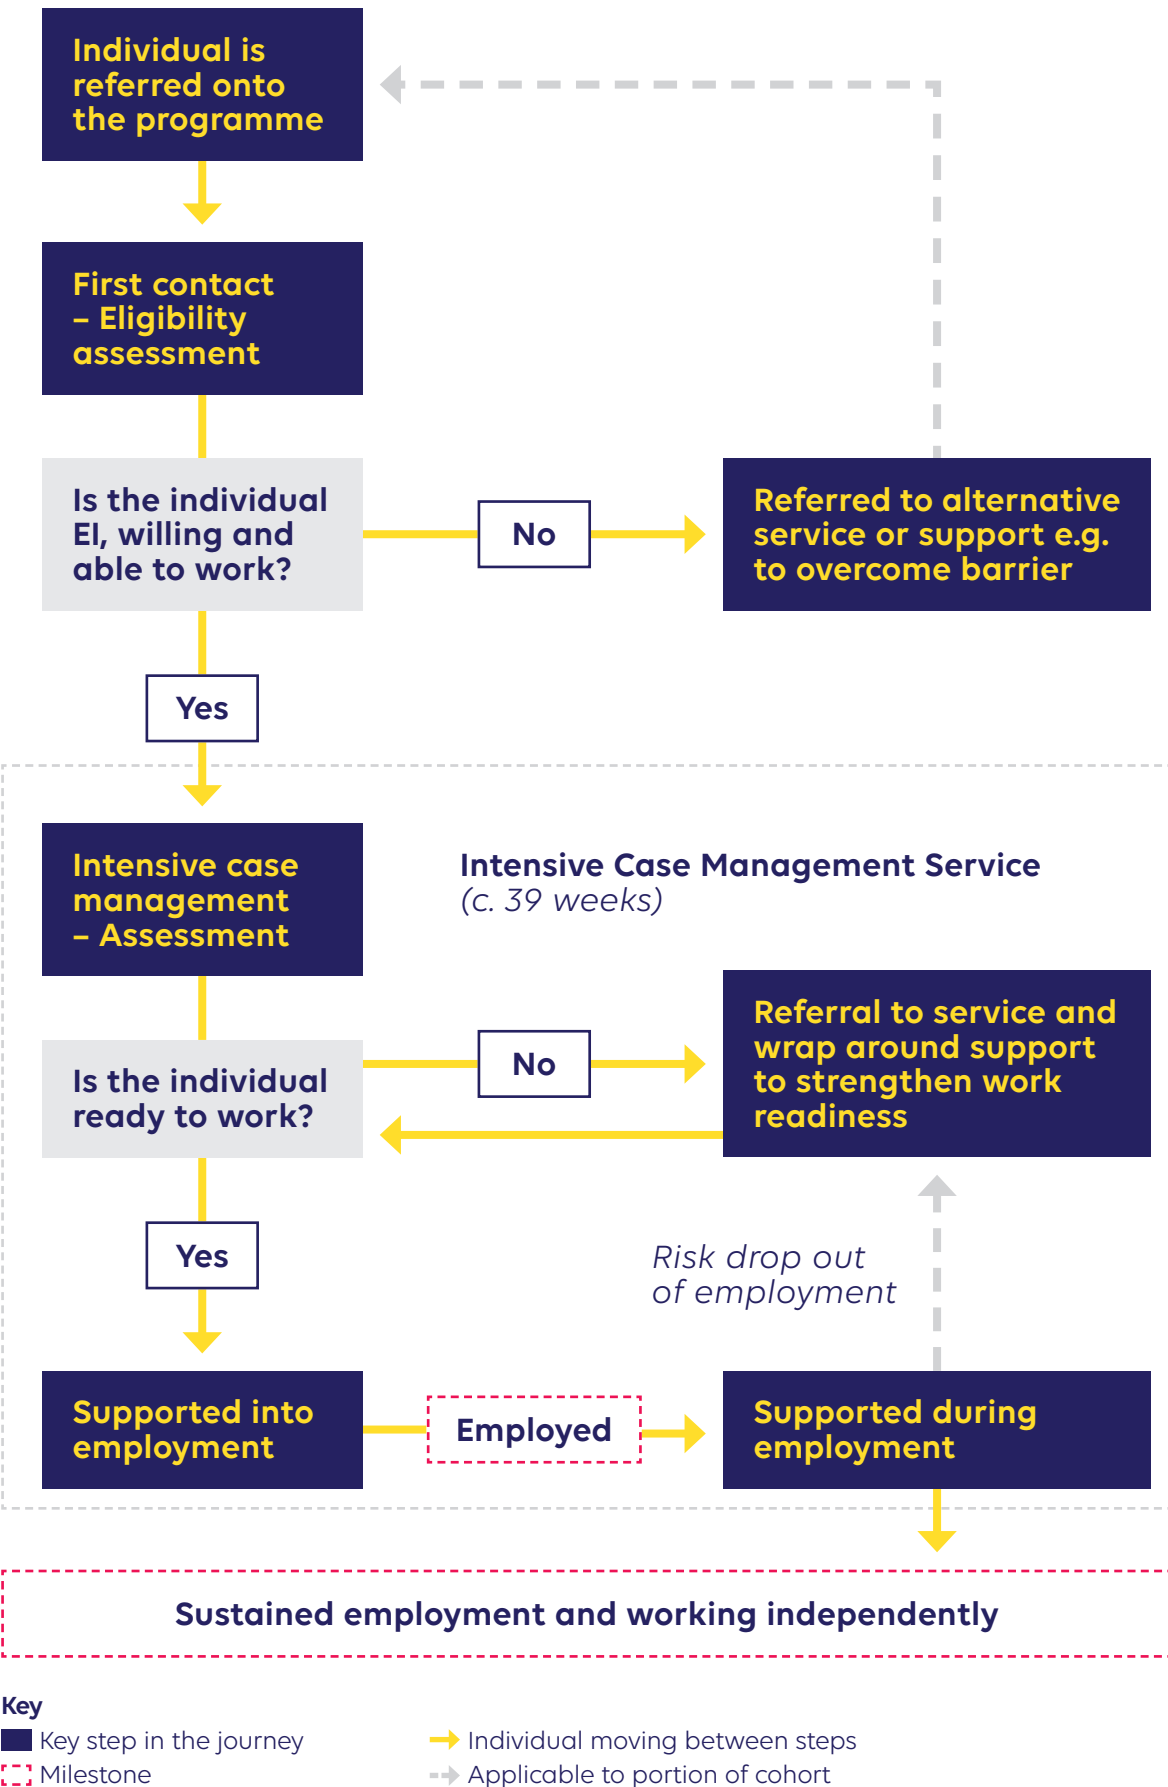 Individual is
referred onto
the programme
First contact
– Eligibility
assessment
Is the individual
EI, willing and
able to work?
No
Referred to alternative
service or support e.g.
to overcome barrier
Yes
Intensive case
management
– Assessment
Intensive Case Management Service
(c. 39 weeks)
Is the individual
ready to work?
No
Referral to service and
wrap around support
to strengthen work
readiness
Yes
Risk drop out
of employment
Supported into
employment
Employed
Supported during
employment
Sustained employment and working independently
Key
Key step in the journey
Individual moving between steps
Milestone
Applicable to portion of cohort